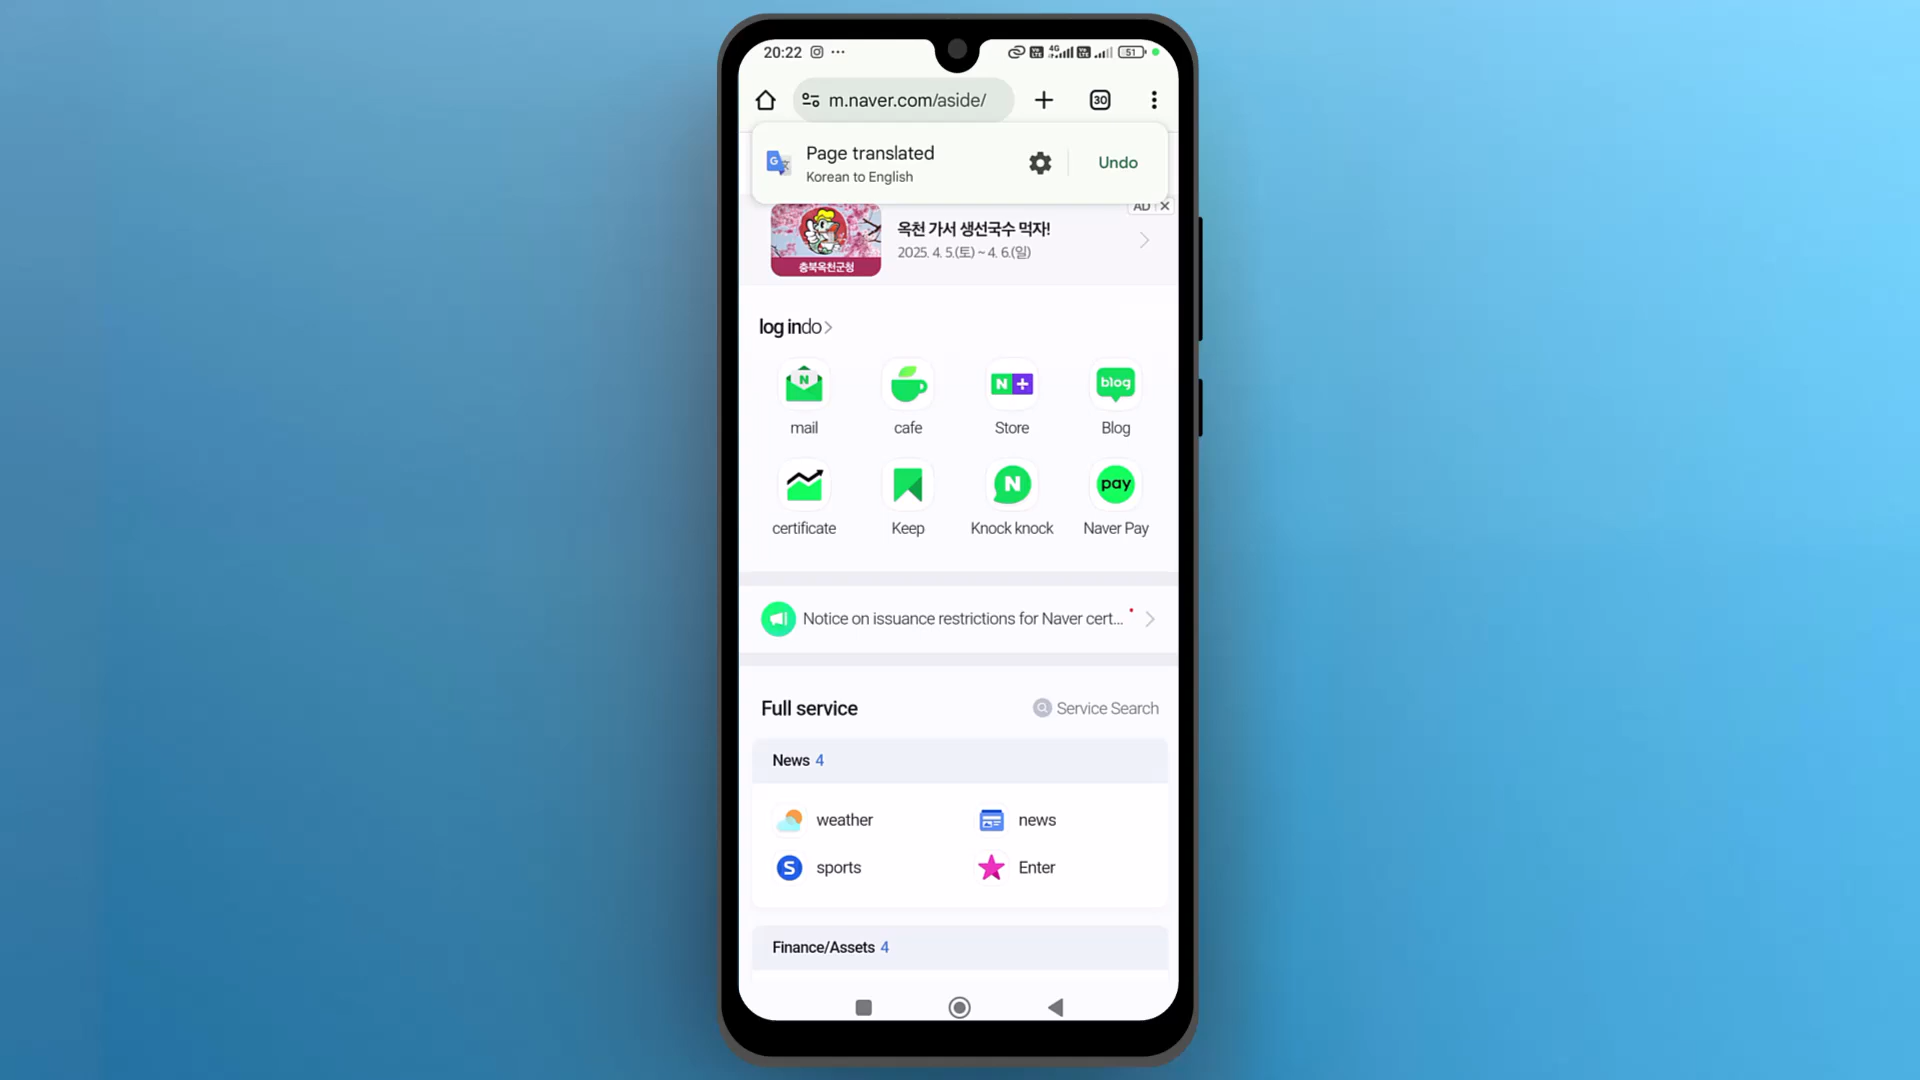 20:22
4G
51
m.naver.com/aside/
30
Page translated
Korean to English
Undo
AD
옥천 가서 생선국수 먹자!
2025. 4. 5.(토) ~ 4. 6.(일)
충북옥천군청
log indo
N
N+
blog
mail
cafe
Store
Blog
N
pay
certificate
Keep
Knock knock
Naver Pay
Notice on issuance restrictions for Naver cert...
Full service
Service Search
News 4
weather
news
S
sports
Enter
Finance/Assets 4